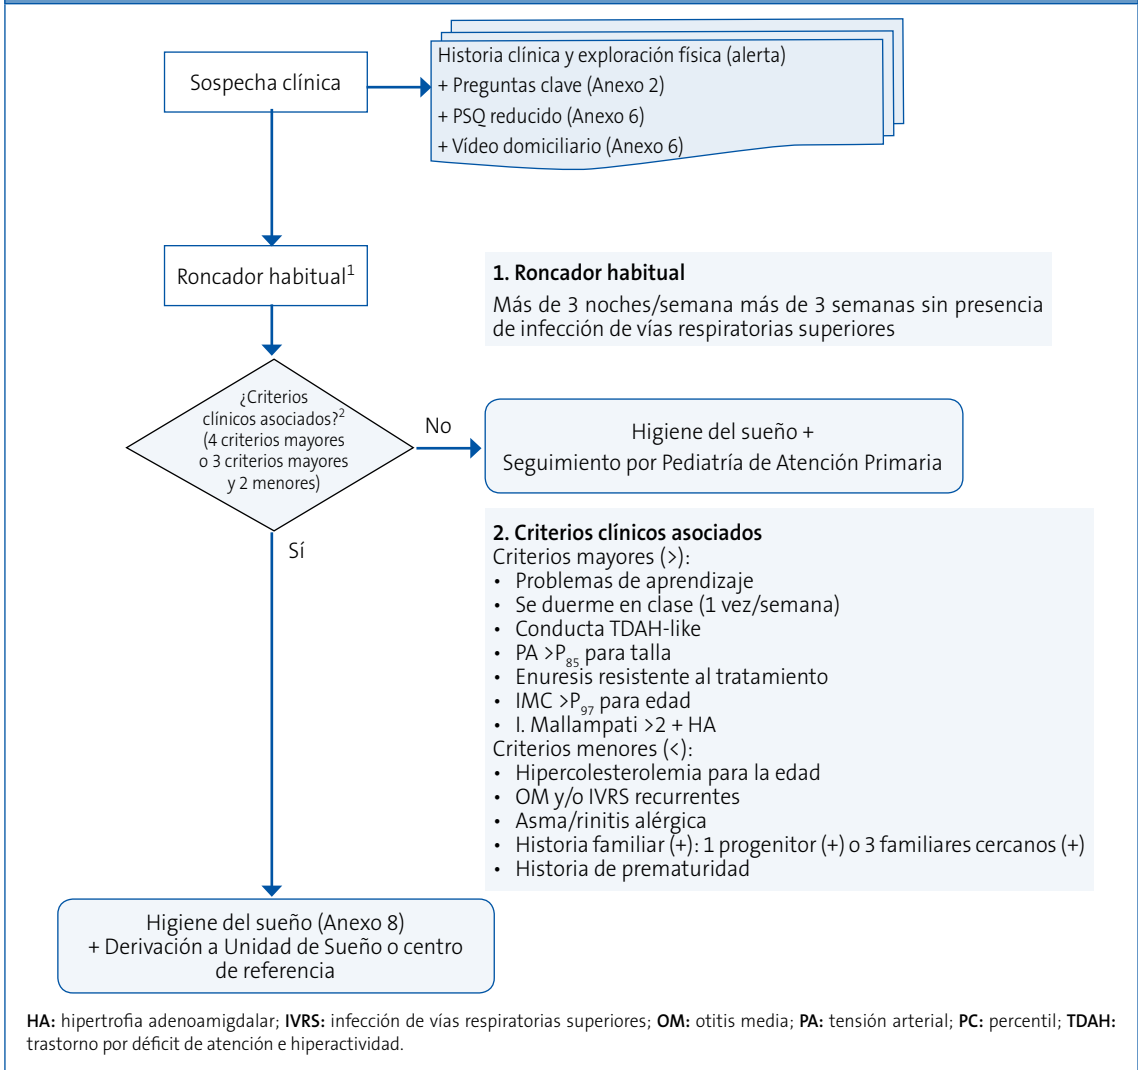 Sospecha clínica
Historia clínica y exploración física (alerta)
+ Preguntas clave (Anexo 2)
+ PSQ reducido (Anexo 6)
+ Vídeo domiciliario (Anexo 6)
Roncador habitual¹
1. Roncador habitual
Más de 3 noches/semana más de 3 semanas sin presencia
de infección de vías respiratorias superiores
¿Criterios
clínicos asociados?²
(4 criterios mayores
o 3 criterios mayores
y 2 menores)
No
Higiene del sueño +
Seguimiento por Pediatría de Atención Primaria
Sí
2. Criterios clínicos asociados
Criterios mayores (>):
• Problemas de aprendizaje
• Se duerme en clase (1 vez/semana)
• Conducta TDAH-like
• PA >P₈₅ para talla
• Enuresis resistente al tratamiento
• IMC >P₉₇ para edad
• I. Mallampati >2 + HA
Criterios menores (<):
• Hipercolesterolemia para la edad
• OM y/o IVRS recurrentes
• Asma/rinitis alérgica
• Historia familiar (+): 1 progenitor (+) o 3 familiares cercanos (+)
• Historia de prematuridad
Higiene del sueño (Anexo 8)
+ Derivación a Unidad de Sueño o centro
de referencia
HA: hipertrofia adenoamigdalar; IVRS: infección de vías respiratorias superiores; OM: otitis media; PA: tensión arterial; PC: percentil; TDAH:
trastorno por déficit de atención e hiperactividad.